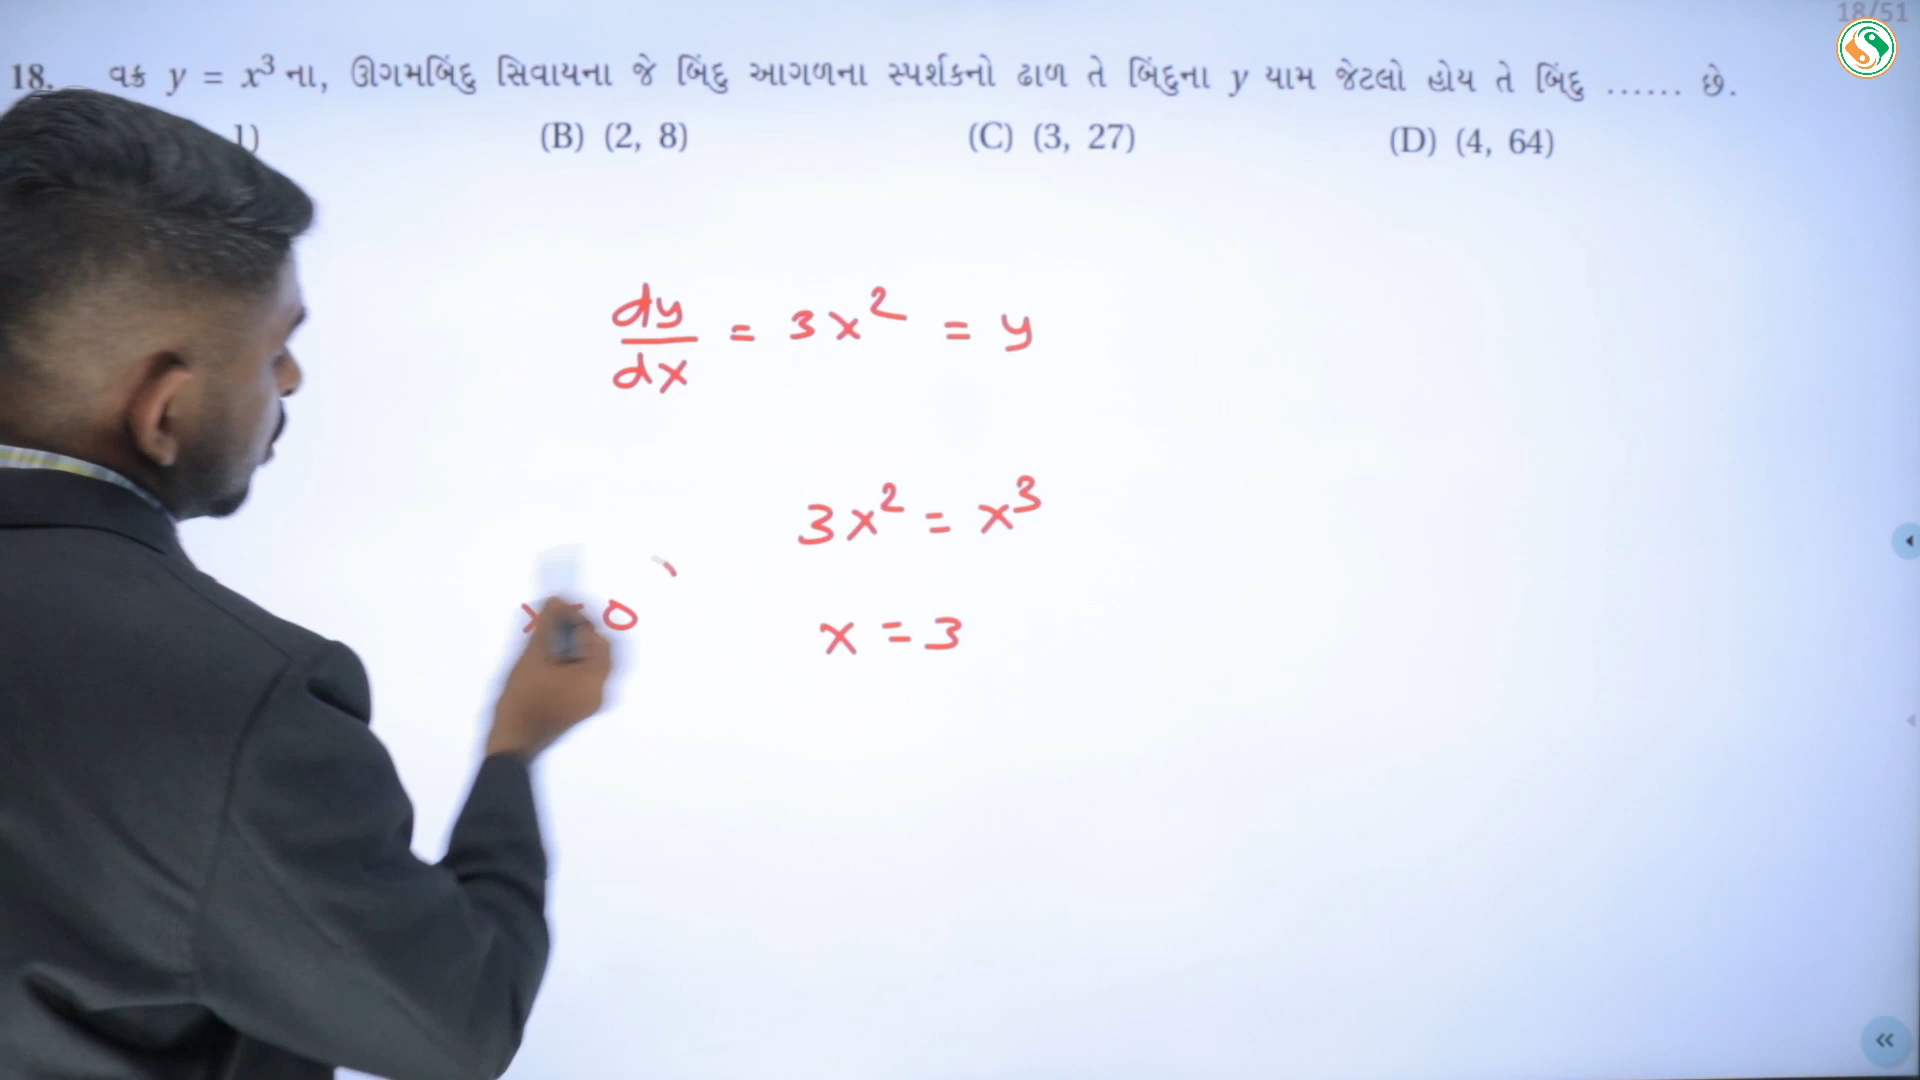 18/51
18. વક્ર y = x³ ના, ઊગમબિંદુ સિવાયના જે બિંદુ આગળના સ્પર્શકનો ઢાળ તે બિંદુના y યામ જેટલો હોય તે બિંદુ ...... છે.
1) (B) (2, 8) (C) (3, 27) (D) (4, 64)
dy/dx = 3x² = y
3x² = x³
0 x = 3